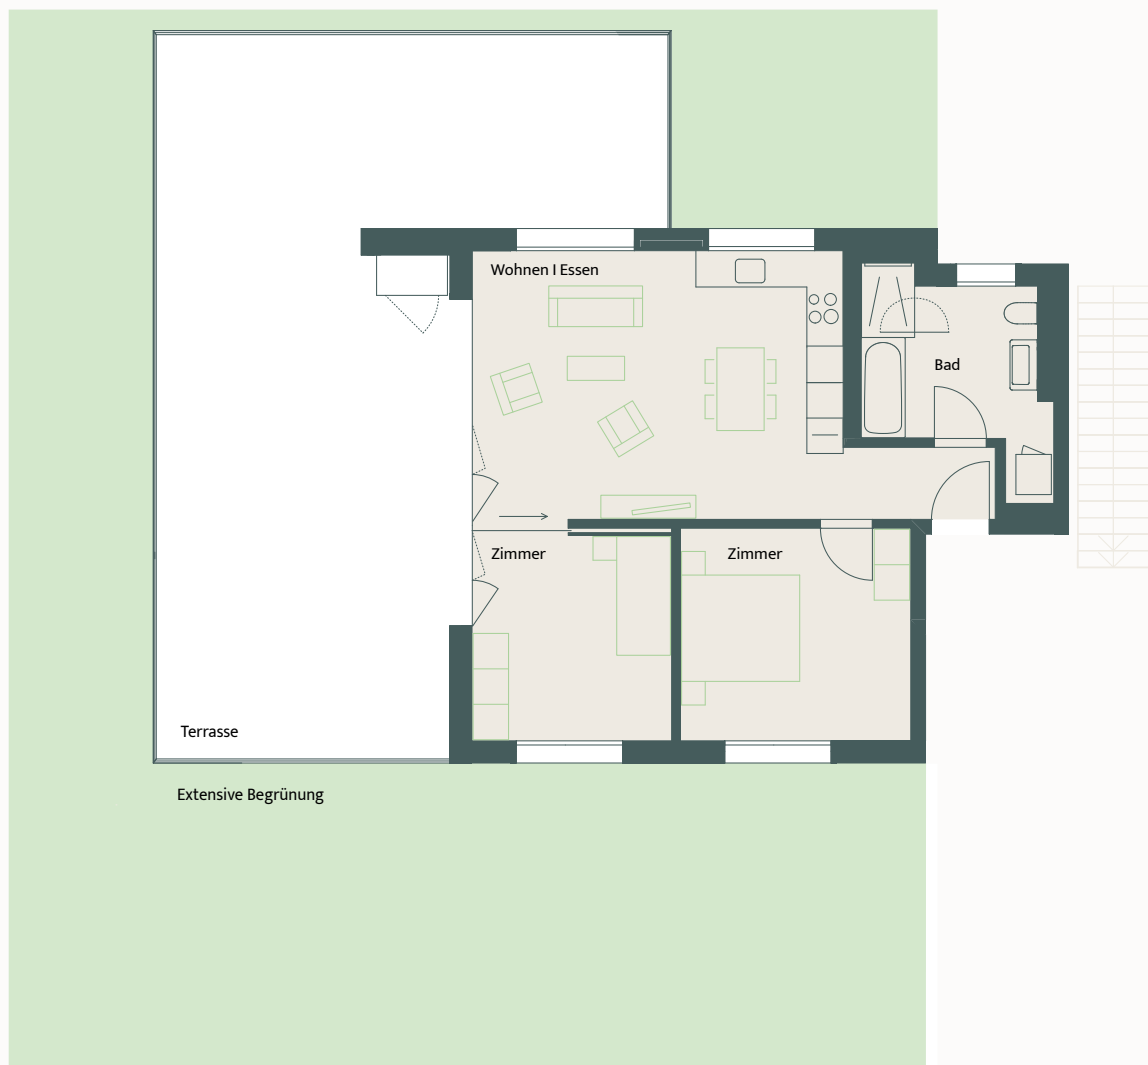 Wohnen I Essen
Bad
Zimmer
Zimmer
Terrasse
Extensive Begrünung